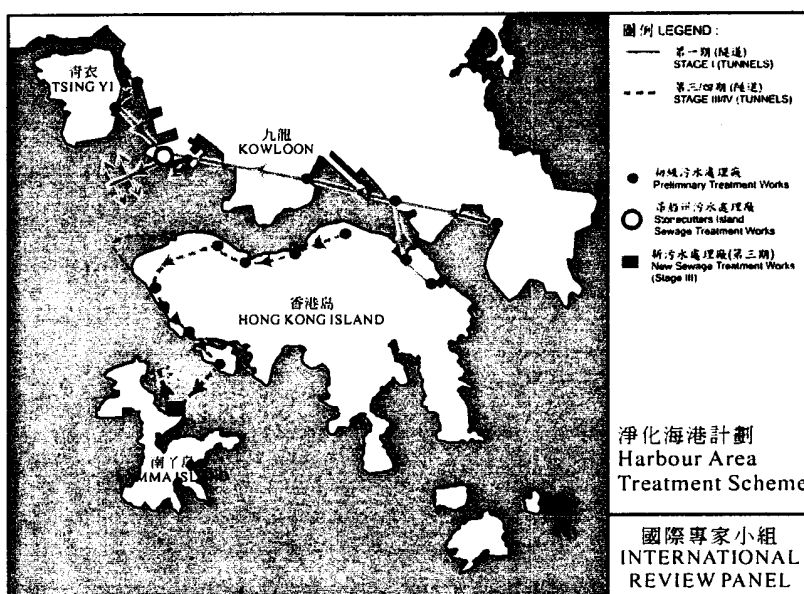 青衣
TSING YI
九龍
KOWLOON
香港島
HONG KONG ISLAND
南丫島
LAMMA ISLAND
圖例 LEGEND :
第一期 (隧道)
STAGE I (TUNNELS)
第三/四期 (隧道)
STAGE III/IV (TUNNELS)
初級污水處理廠
Preliminary Treatment Works
昂船洲污水處理廠
Stonecutters Island
Sewage Treatment Works
新污水處理廠(第三期)
New Sewage Treatment Works
(Stage III)
淨化海港計劃
Harbour Area
Treatment Scheme
國際專家小組
INTERNATIONAL
REVIEW PANEL